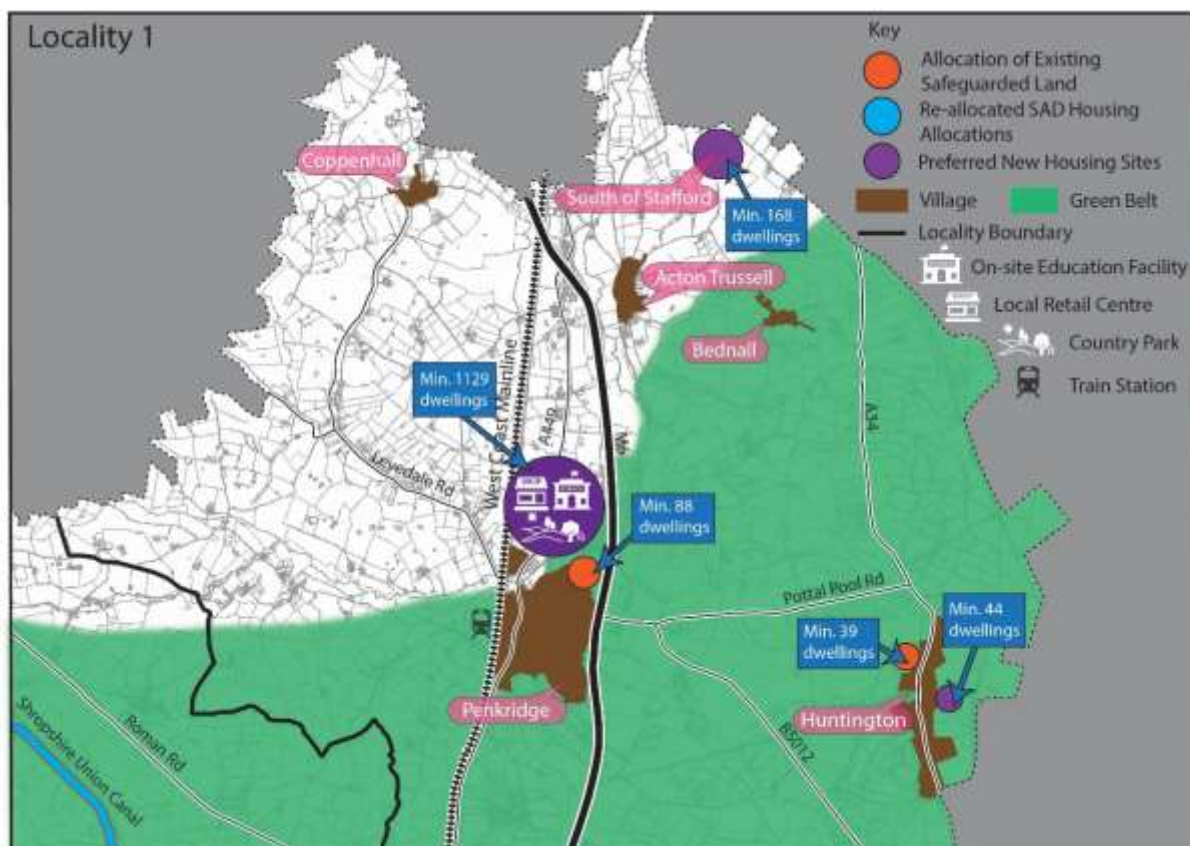 Locality 1
Key
Allocation of Existing
Safeguarded Land
Re-allocated SAD Housing
Allocations
Preferred New Housing Sites
Village
Green Belt
Locality Boundary
On-site Education Facility
Local Retail Centre
Country Park
Train Station
Coppenhall
South of Stafford
Min. 168
dwellings
Acton Trussell
Bednall
Min. 1129
dwellings
West Coast Mainline
A449
M6
A34
Levedale Rd
Min. 88
dwellings
Pottal Pool Rd
Min. 39
dwellings
Min. 44
dwellings
Penkridge
Huntington
B5012
Roman Rd
Shropshire Union Canal